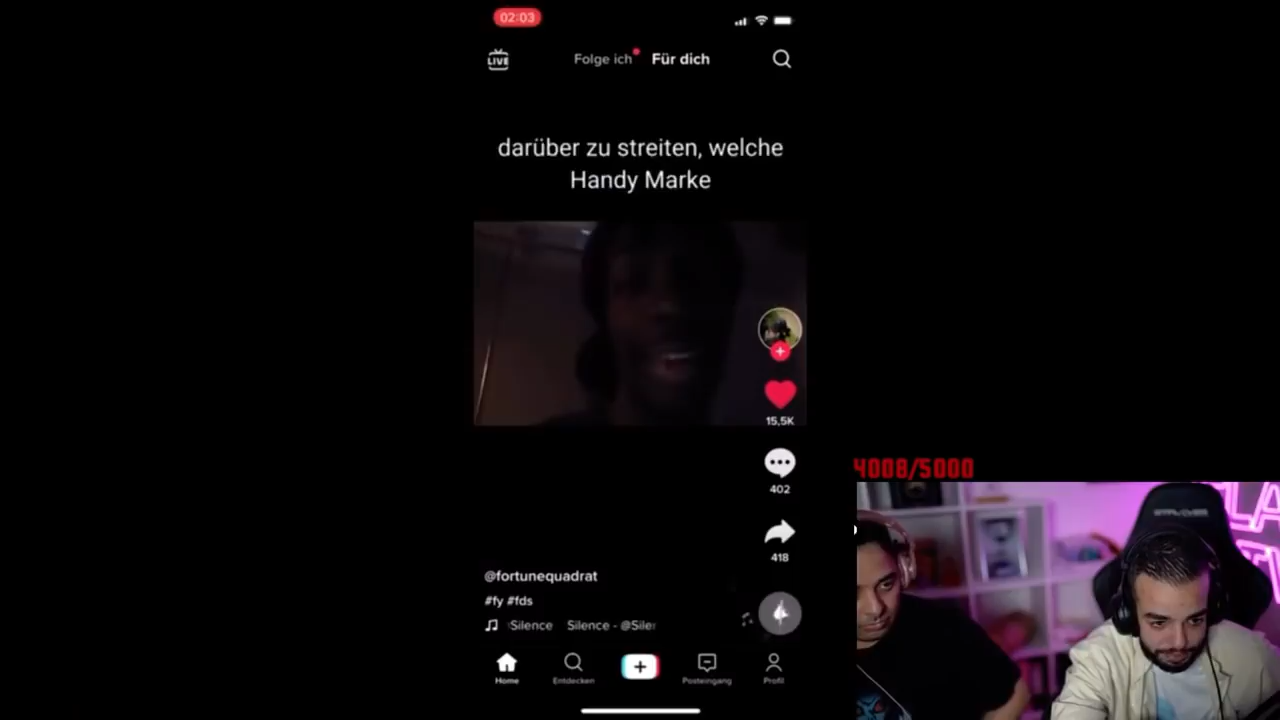 02:03
LIVE
Folge ich
Für dich
darüber zu streiten, welche
Handy Marke
15,5K
402
418
4008/5000
@fortunequadrat
#fy #fds
Silence Silence - @Siler
Home
Entdecken
Posteingang
Profil